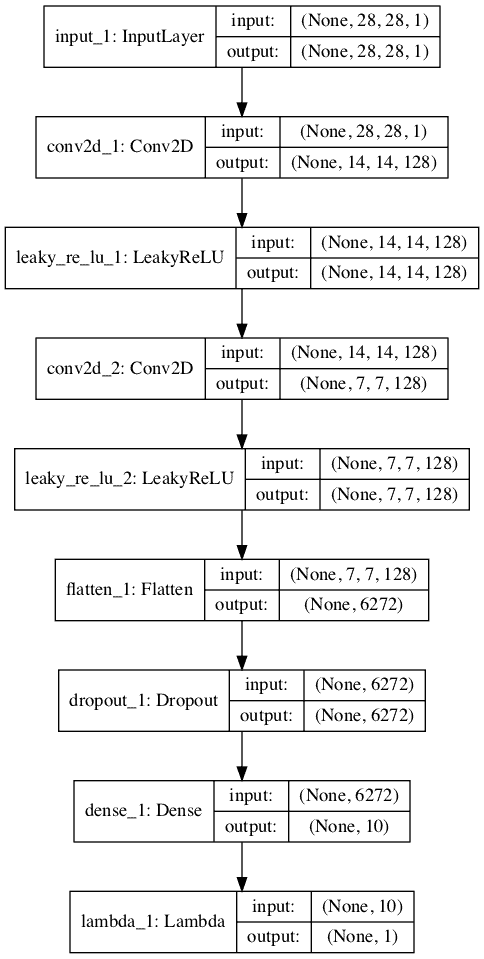 input_1: InputLayer
input: (None, 28, 28, 1)
output: (None, 28, 28, 1)
conv2d_1: Conv2D
input: (None, 28, 28, 1)
output: (None, 14, 14, 128)
leaky_re_lu_1: LeakyReLU
input: (None, 14, 14, 128)
output: (None, 14, 14, 128)
conv2d_2: Conv2D
input: (None, 14, 14, 128)
output: (None, 7, 7, 128)
leaky_re_lu_2: LeakyReLU
input: (None, 7, 7, 128)
output: (None, 7, 7, 128)
flatten_1: Flatten
input: (None, 7, 7, 128)
output: (None, 6272)
dropout_1: Dropout
input: (None, 6272)
output: (None, 6272)
dense_1: Dense
input: (None, 6272)
output: (None, 10)
lambda_1: Lambda
input: (None, 10)
output: (None, 1)